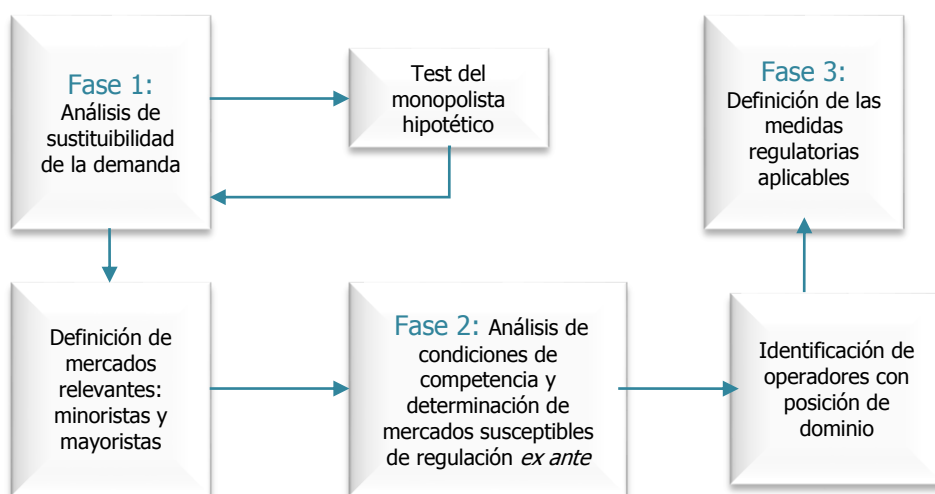 Fase 1:
Análisis de
sustituibilidad
de la demanda
Test del
monopolista
hipotético
Fase 3:
Definición de las
medidas
regulatorias
aplicables
Definición de
mercados
relevantes:
minoristas y
mayoristas
Fase 2: Análisis de
condiciones de
competencia y
determinación de
mercados susceptibles
de regulación ex ante
Identificación de
operadores con
posición de
dominio